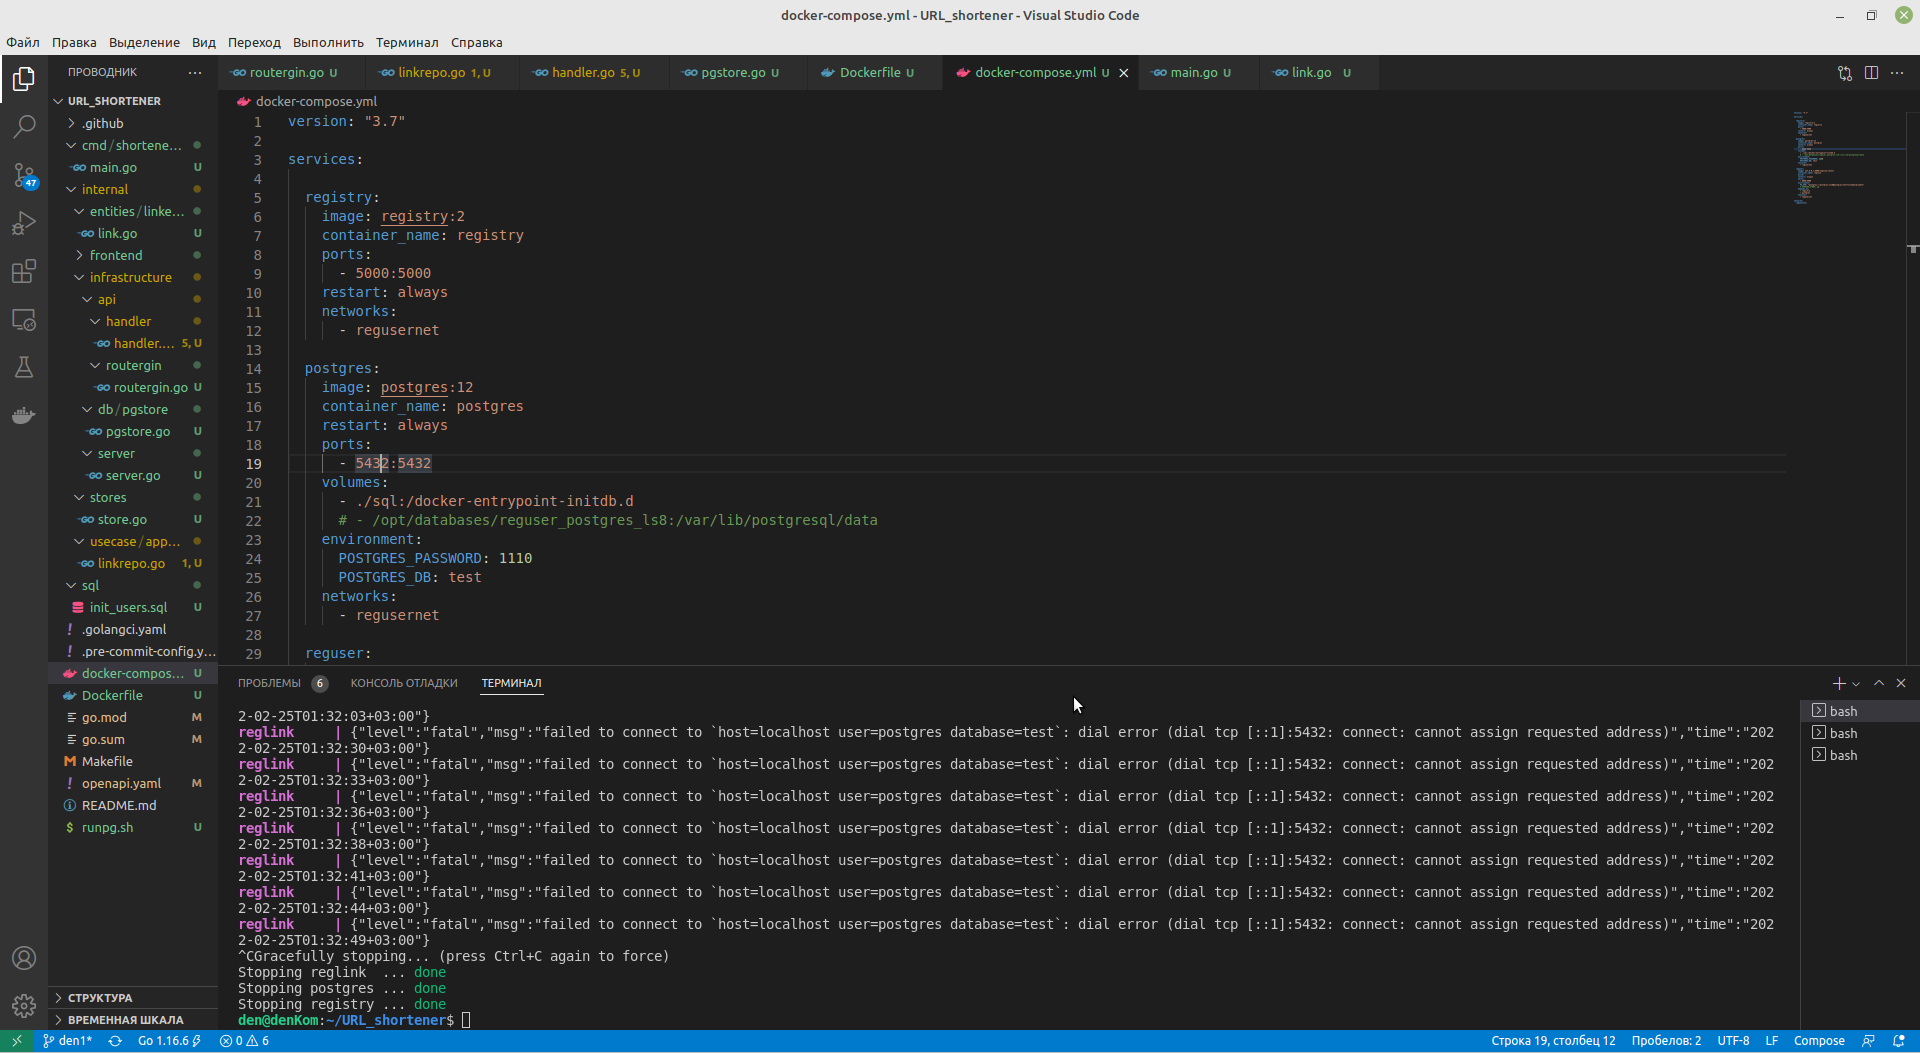 docker-compose.yml - URL_shortener - Visual Studio Code
Файл Правка Выделение Вид Переход Выполнить Терминал Справка
ПРОВОДНИК
URL_SHORTENER
.github
cmd / shortene...
main.go U
internal
entities / linke...
link.go U
frontend
infrastructure
api
handler
handler.... 5, U
routergin
routergin.go U
db / pgstore
pgstore.go U
server
server.go U
stores
store.go U
usecase / app...
linkrepo.go 1, U
sql
init_users.sql U
.golangci.yaml
.pre-commit-config.y...
docker-compos... U
Dockerfile U
go.mod M
go.sum M
Makefile
openapi.yaml M
README.md
runpg.sh U
СТРУКТУРА
ВРЕМЕННАЯ ШКАЛА
47
routergin.go U linkrepo.go 1, U handler.go 5, U pgstore.go U Dockerfile U docker-compose.yml U main.go U link.go U
docker-compose.yml
1 version: "3.7"
2
3 services:
4
5 registry:
6 image: registry:2
7 container_name: registry
8 ports:
9 - 5000:5000
10 restart: always
11 networks:
12 - regusernet
13
14 postgres:
15 image: postgres:12
16 container_name: postgres
17 restart: always
18 ports:
19 - 5432:5432
20 volumes:
21 - ./sql:/docker-entrypoint-initdb.d
22 # - /opt/databases/reguser_postgres_ls8:/var/lib/postgresql/data
23 environment:
24 POSTGRES_PASSWORD: 1110
25 POSTGRES_DB: test
26 networks:
27 - regusernet
28
29 reguser:
ПРОБЛЕМЫ 6 КОНСОЛЬ ОТЛАДКИ ТЕРМИНАЛ
2-02-25T01:32:03+03:00"}
reglink | {"level":"fatal","msg":"failed to connect to `host=localhost user=postgres database=test`: dial error (dial tcp [::1]:5432: connect: cannot assign requested address)","time":"202
2-02-25T01:32:30+03:00"}
reglink | {"level":"fatal","msg":"failed to connect to `host=localhost user=postgres database=test`: dial error (dial tcp [::1]:5432: connect: cannot assign requested address)","time":"202
2-02-25T01:32:33+03:00"}
reglink | {"level":"fatal","msg":"failed to connect to `host=localhost user=postgres database=test`: dial error (dial tcp [::1]:5432: connect: cannot assign requested address)","time":"202
2-02-25T01:32:36+03:00"}
reglink | {"level":"fatal","msg":"failed to connect to `host=localhost user=postgres database=test`: dial error (dial tcp [::1]:5432: connect: cannot assign requested address)","time":"202
2-02-25T01:32:38+03:00"}
reglink | {"level":"fatal","msg":"failed to connect to `host=localhost user=postgres database=test`: dial error (dial tcp [::1]:5432: connect: cannot assign requested address)","time":"202
2-02-25T01:32:41+03:00"}
reglink | {"level":"fatal","msg":"failed to connect to `host=localhost user=postgres database=test`: dial error (dial tcp [::1]:5432: connect: cannot assign requested address)","time":"202
2-02-25T01:32:44+03:00"}
reglink | {"level":"fatal","msg":"failed to connect to `host=localhost user=postgres database=test`: dial error (dial tcp [::1]:5432: connect: cannot assign requested address)","time":"202
2-02-25T01:32:49+03:00"}
^CGracefully stopping... (press Ctrl+C again to force)
Stopping reglink ... done
Stopping postgres ... done
Stopping registry ... done
den@denKom:~/URL_shortener$
bash
bash
bash
den1* Go 1.16.6 0 6 Строка 19, столбец 12 Пробелов: 2 UTF-8 LF Compose